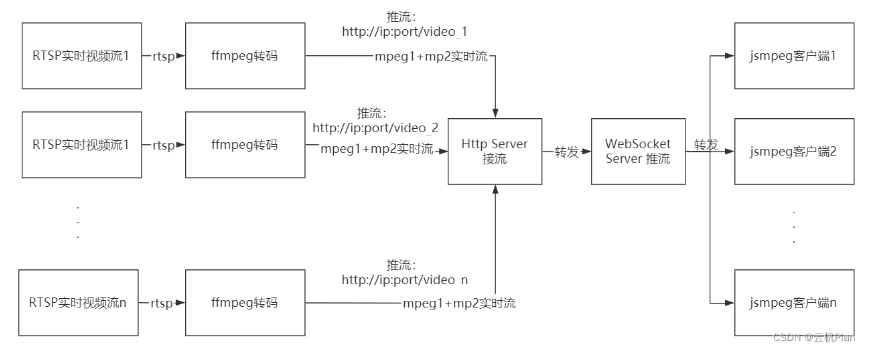 推流：
http://ip:port/video_1
RTSP实时视频流1
rtsp
ffmpeg转码
mpeg1+mp2实时流
jsmpeg客户端1
推流：
http://ip:port/video_2
RTSP实时视频流1
rtsp
ffmpeg转码
mpeg1+mp2实时流
Http Server
接流
转发
WebSocket
Server 推流
转发
jsmpeg客户端2
推流：
http://ip:port/video_n
RTSP实时视频流n
rtsp
ffmpeg转码
mpeg1+mp2实时流
jsmpeg客户端n
CSDN @云帆Plan